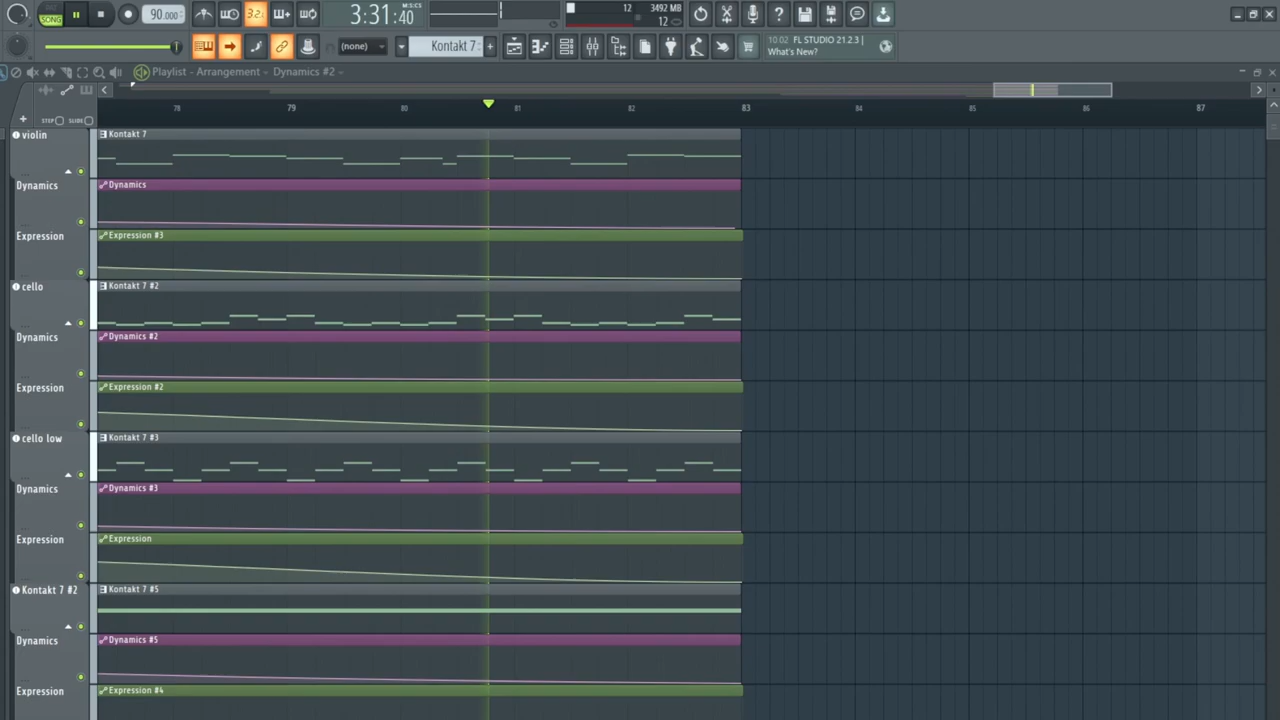 SONG
90.000
3:31:40
M:S:CS
12
3492 MB
12
(none)
Kontakt 7
10:02 FL STUDIO 21.2.3 |
What's New?
Playlist - Arrangement › Dynamics #2
STEP SLIDE
78 79 80 81 82 83 84 85 86 87
violin
Kontakt 7
Dynamics
Dynamics
Expression
Expression #3
cello
Kontakt 7 #2
Dynamics
Dynamics #2
Expression
Expression #2
cello low
Kontakt 7 #3
Dynamics
Dynamics #3
Expression
Expression
Kontakt 7 #2
Kontakt 7 #5
Dynamics
Dynamics #5
Expression
Expression #4